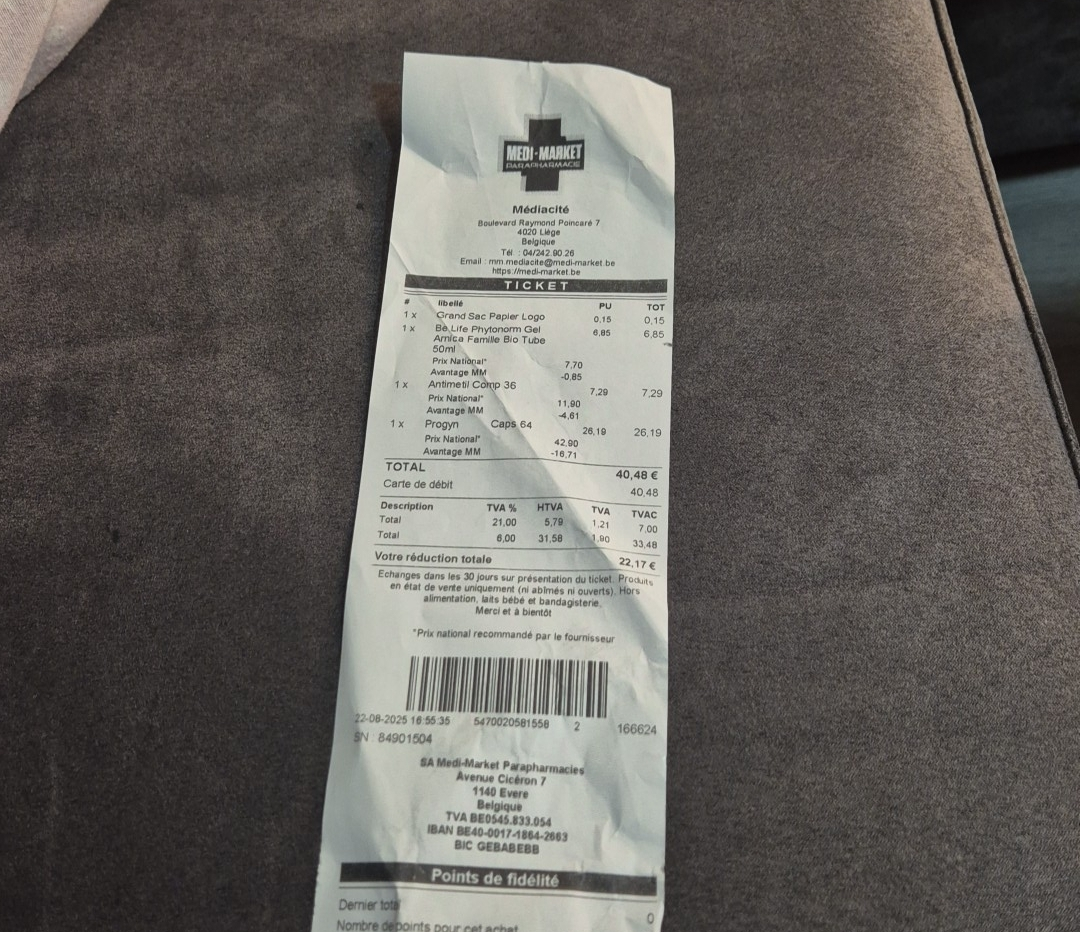 MEDI-MARKET
PARAPHARMACIE
Médiacité
Boulevard Raymond Poincaré 7
4020 Liège
Belgique
Tél. : 04/242.90.26
Email : mm.mediacite@medi-market.be
https://medi-market.be
TICKET
# libellé PU TOT
1 x Grand Sac Papier Logo 0,15 0,15
1 x Be Life Phytonorm Gel 6,85 6,85
Arnica Famille Bio Tube
50ml
Prix National* 7,70
Avantage MM -0,85
1 x Antimetil Comp 36 7,29 7,29
Prix National* 11,90
Avantage MM -4,61
1 x Progyn Caps 64 26,19 26,19
Prix National* 42,90
Avantage MM -16,71
TOTAL 40,48 €
Carte de débit 40,48
Description TVA % HTVA TVA TVAC
Total 21,00 5,79 1,21 7,00
Total 6,00 31,58 1,90 33,48
Votre réduction totale 22,17 €
Echanges dans les 30 jours sur présentation du ticket. Produits
en état de vente uniquement (ni abîmés ni ouverts). Hors
alimentation, laits bébé et bandagisterie.
Merci et à bientôt
*Prix national recommandé par le fournisseur
22-08-2025 16:55:35 5470020581558 2 166624
SN : 84901504
SA Medi-Market Parapharmacies
Avenue Cicéron 7
1140 Evere
Belgique
TVA BE0545.833.054
IBAN BE40-0017-1864-2663
BIC GEBABEBB
Points de fidélité
Dernier total 0
Nombre de points pour cet achat